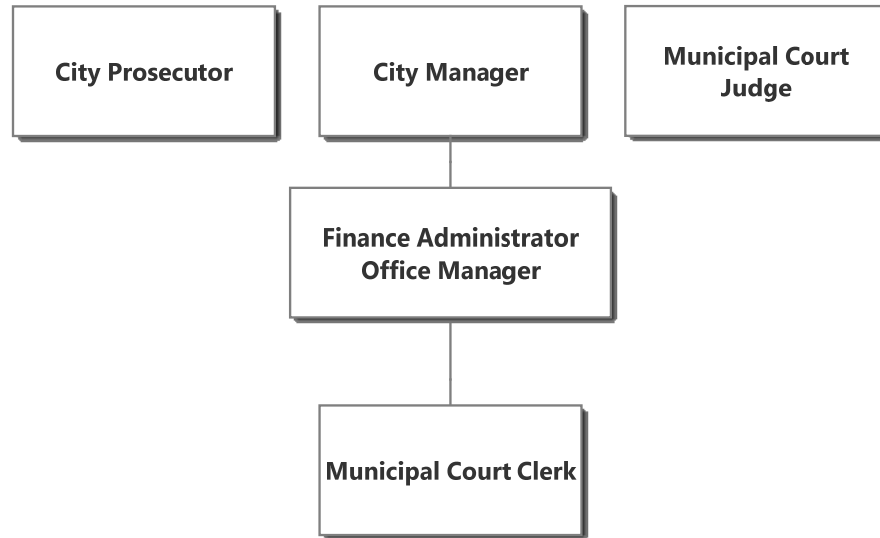 City Prosecutor
City Manager
Municipal Court
Judge
Finance Administrator
Office Manager
Municipal Court Clerk